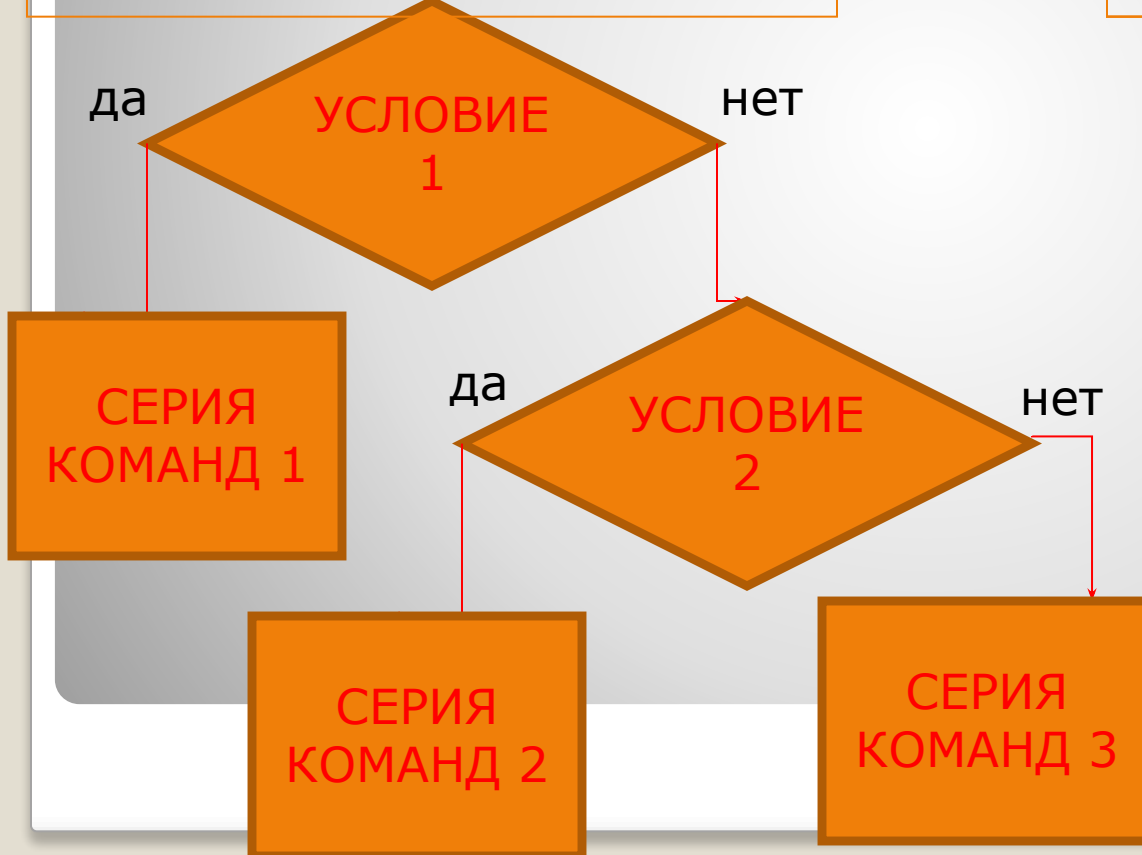 да
УСЛОВИЕ
1
нет
СЕРИЯ
КОМАНД 1
да
УСЛОВИЕ
2
нет
СЕРИЯ
КОМАНД 2
СЕРИЯ
КОМАНД 3